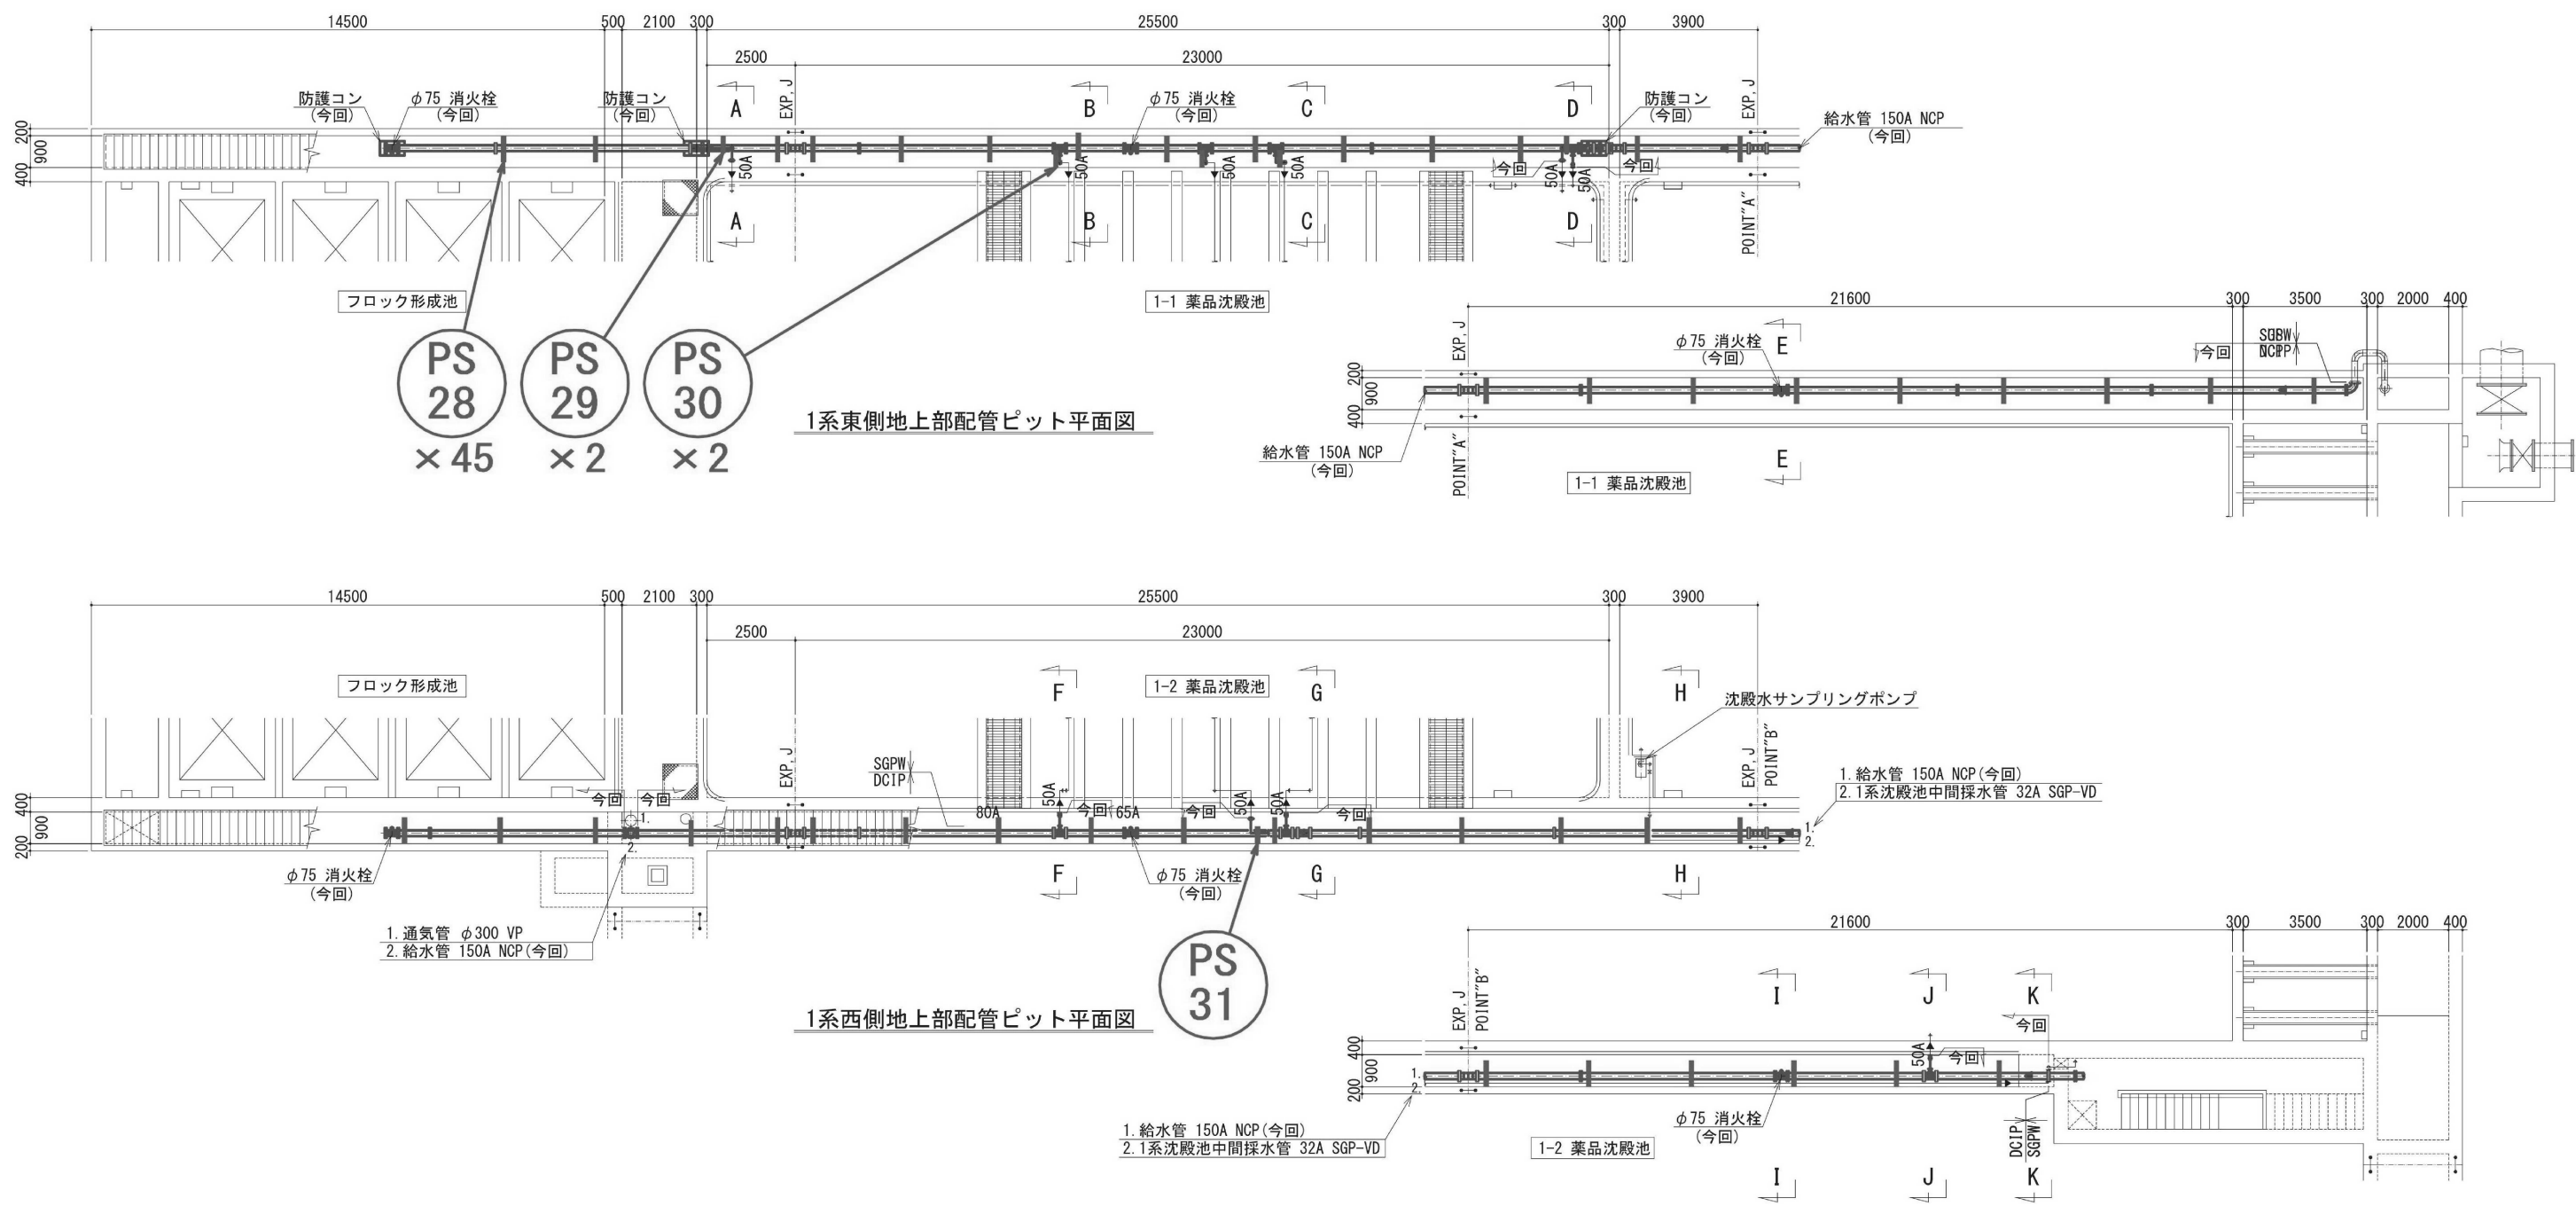 14500 500 2100 300 25500 300 3900
2500 23000
防護コン
(今回)
φ75 消火栓
(今回)
防護コン
(今回)
A
EXP,J
B
φ75 消火栓
(今回)
C
D
防護コン
(今回)
EXP,J
給水管 150A NCP
(今回)
200
900
400
50A
50A
50A
50A
今回
50A
50A
今回
A
B
C
D
POINT"A"
フロック形成池
1-1 薬品沈殿池
PS
28
×45
PS
29
×2
PS
30
×2
1系東側地上部配管ピット平面図
21600 300 3500 300 2000 400
EXP,J
φ75 消火栓
(今回)
E
今回
200
900
400
給水管 150A NCP
(今回)
POINT"A"
E
1-1 薬品沈殿池
14500 500 2100 300 25500 300 3900
2500 23000
フロック形成池
F
1-2 薬品沈殿池
G
H
沈殿水サンプリングポンプ
EXP,J
SGPW
DCIP
EXP,J
POINT"B"
1.給水管 150A NCP(今回)
2.1系沈殿池中間採水管 32A SGP-VD
400
900
200
今回
今回
1.
2.
80A
50A
今回
65A
今回
50A
50A
今回
1.
2.
φ75 消火栓
(今回)
F
φ75 消火栓
(今回)
G
H
1.通気管 φ300 VP
2.給水管 150A NCP(今回)
PS
31
1系西側地上部配管ピット平面図
21600 300 3500 300 2000 400
EXP,J
POINT"B"
I
J
K
今回
400
900
200
1.
2.
50A
今回
φ75 消火栓
(今回)
1.給水管 150A NCP(今回)
2.1系沈殿池中間採水管 32A SGP-VD
1-2 薬品沈殿池
DCIP
SGPW
I
J
K